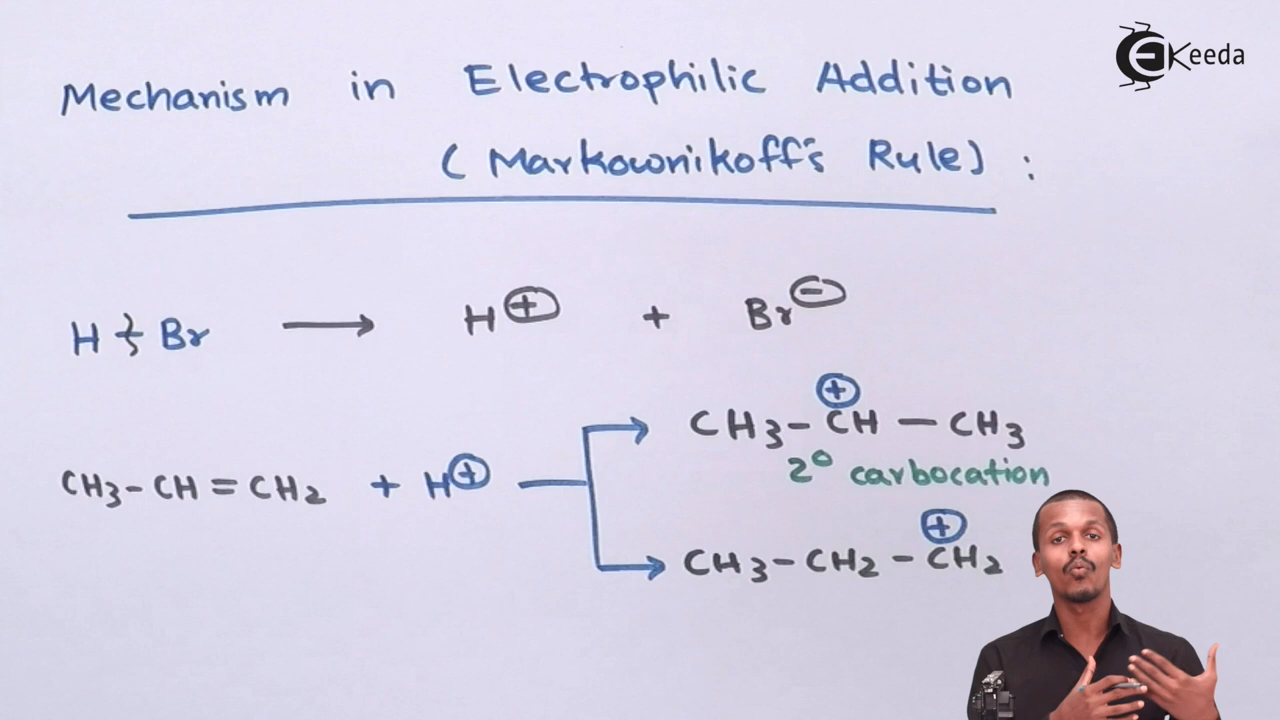 Ekeeda
Mechanism in Electrophilic Addition
(Markownikoff's Rule) :
H Br ⟶ H⊕ + Br⊖
CH3-CH=CH2 + H⊕
⊕
CH3-CH-CH3
2° carbocation
⊕
CH3-CH2-CH2